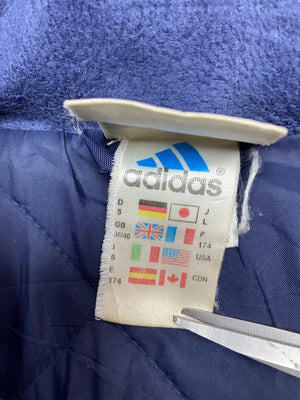 adidas
D J
5 L
GB F
38/40 174
I USA
5
E CDN
174